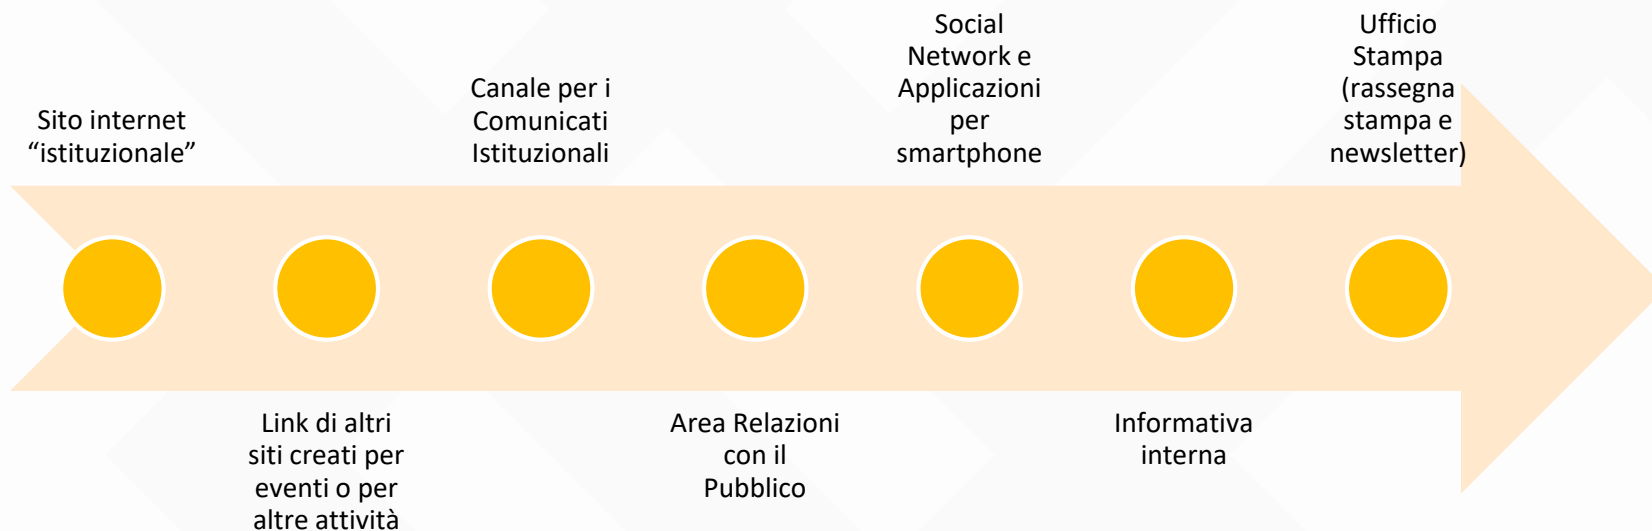 Sito internet
“istituzionale”
Link di altri
siti creati per
eventi o per
altre attività
Canale per i
Comunicati
Istituzionali
Area Relazioni
con il
Pubblico
Social
Network e
Applicazioni
per
smartphone
Informativa
interna
Ufficio
Stampa
(rassegna
stampa e
newsletter)